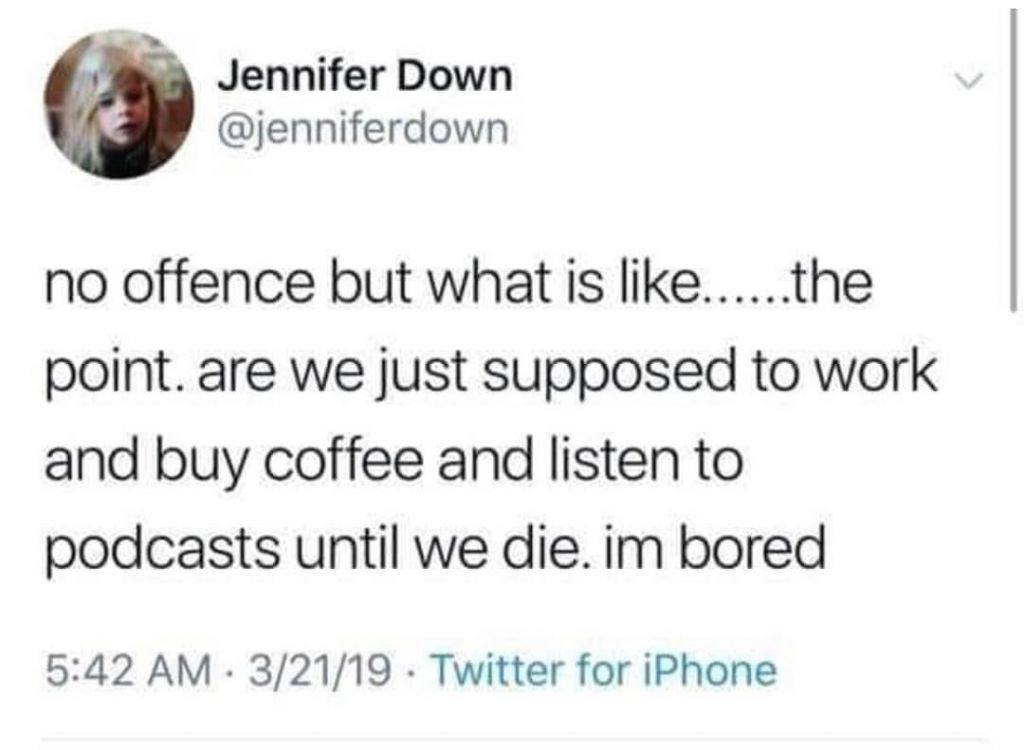 Jennifer Down
@jenniferdown
no offence but what is like......the
point. are we just supposed to work
and buy coffee and listen to
podcasts until we die. im bored
5:42 AM · 3/21/19 · Twitter for iPhone